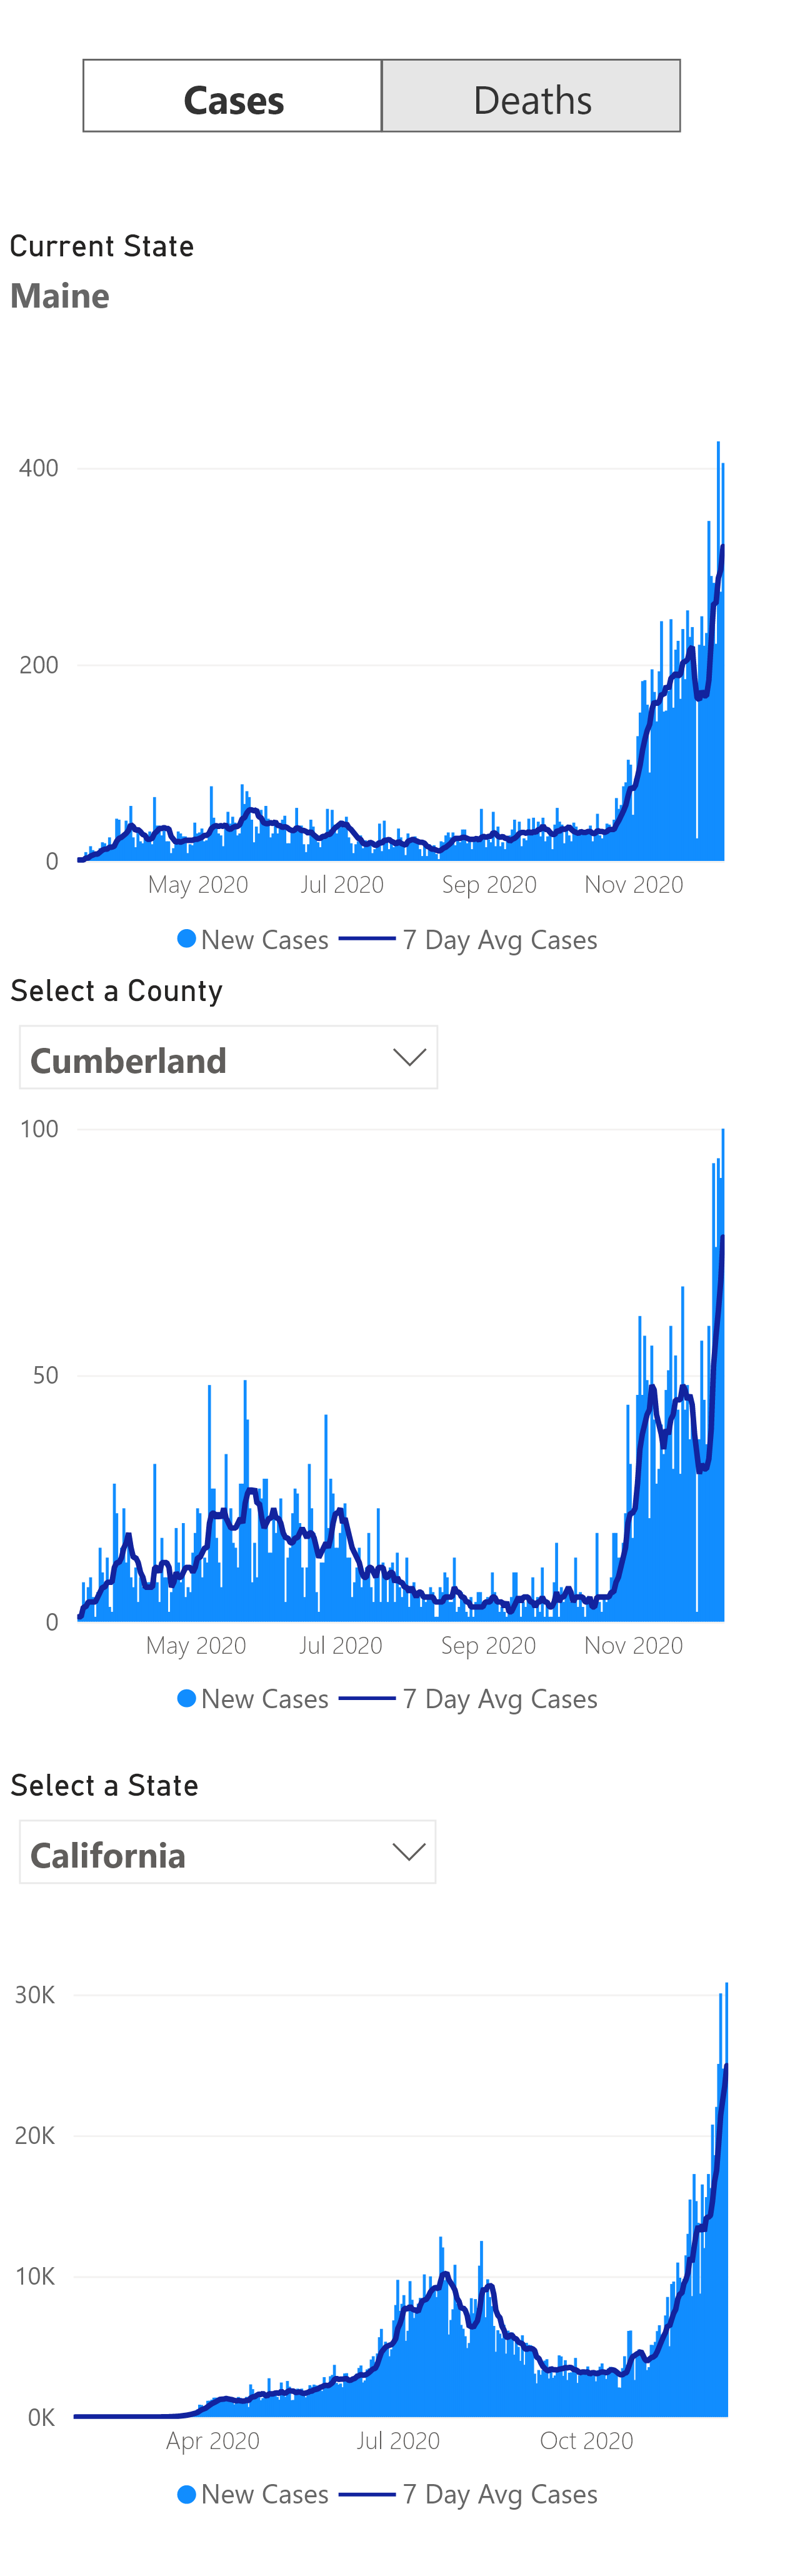 Cases Deaths
Current State
Maine
400
200
0
May 2020 Jul 2020 Sep 2020 Nov 2020
New Cases 7 Day Avg Cases
Select a County
Cumberland
100
50
0
May 2020 Jul 2020 Sep 2020 Nov 2020
New Cases 7 Day Avg Cases
Select a State
California
30K
20K
10K
0K
Apr 2020 Jul 2020 Oct 2020
New Cases 7 Day Avg Cases